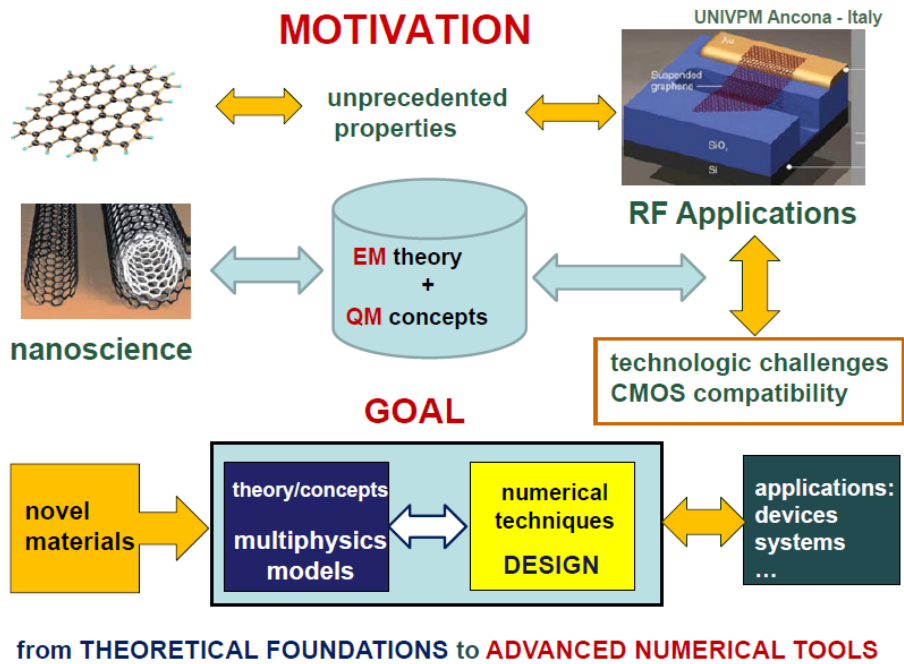 UNIVPM Ancona - Italy
MOTIVATION
unprecedented
properties
Au
Suspended
graphene
SiO₂
Si
RF Applications
EM theory
+
QM concepts
nanoscience
technologic challenges
CMOS compatibility
GOAL
novel
materials
theory/concepts
multiphysics
models
numerical
techniques
DESIGN
applications:
devices
systems
...
from THEORETICAL FOUNDATIONS to ADVANCED NUMERICAL TOOLS